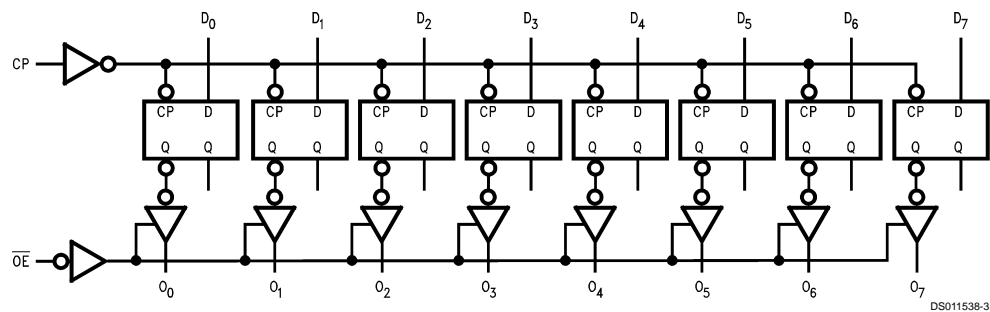 D0 D1 D2 D3 D4 D5 D6 D7
CP
CP D CP D CP D CP D CP D CP D CP D CP D
Q Q Q Q Q Q Q Q Q Q Q Q Q Q Q Q
O̅E̅
O0 O1 O2 O3 O4 O5 O6 O7
DS011538-3